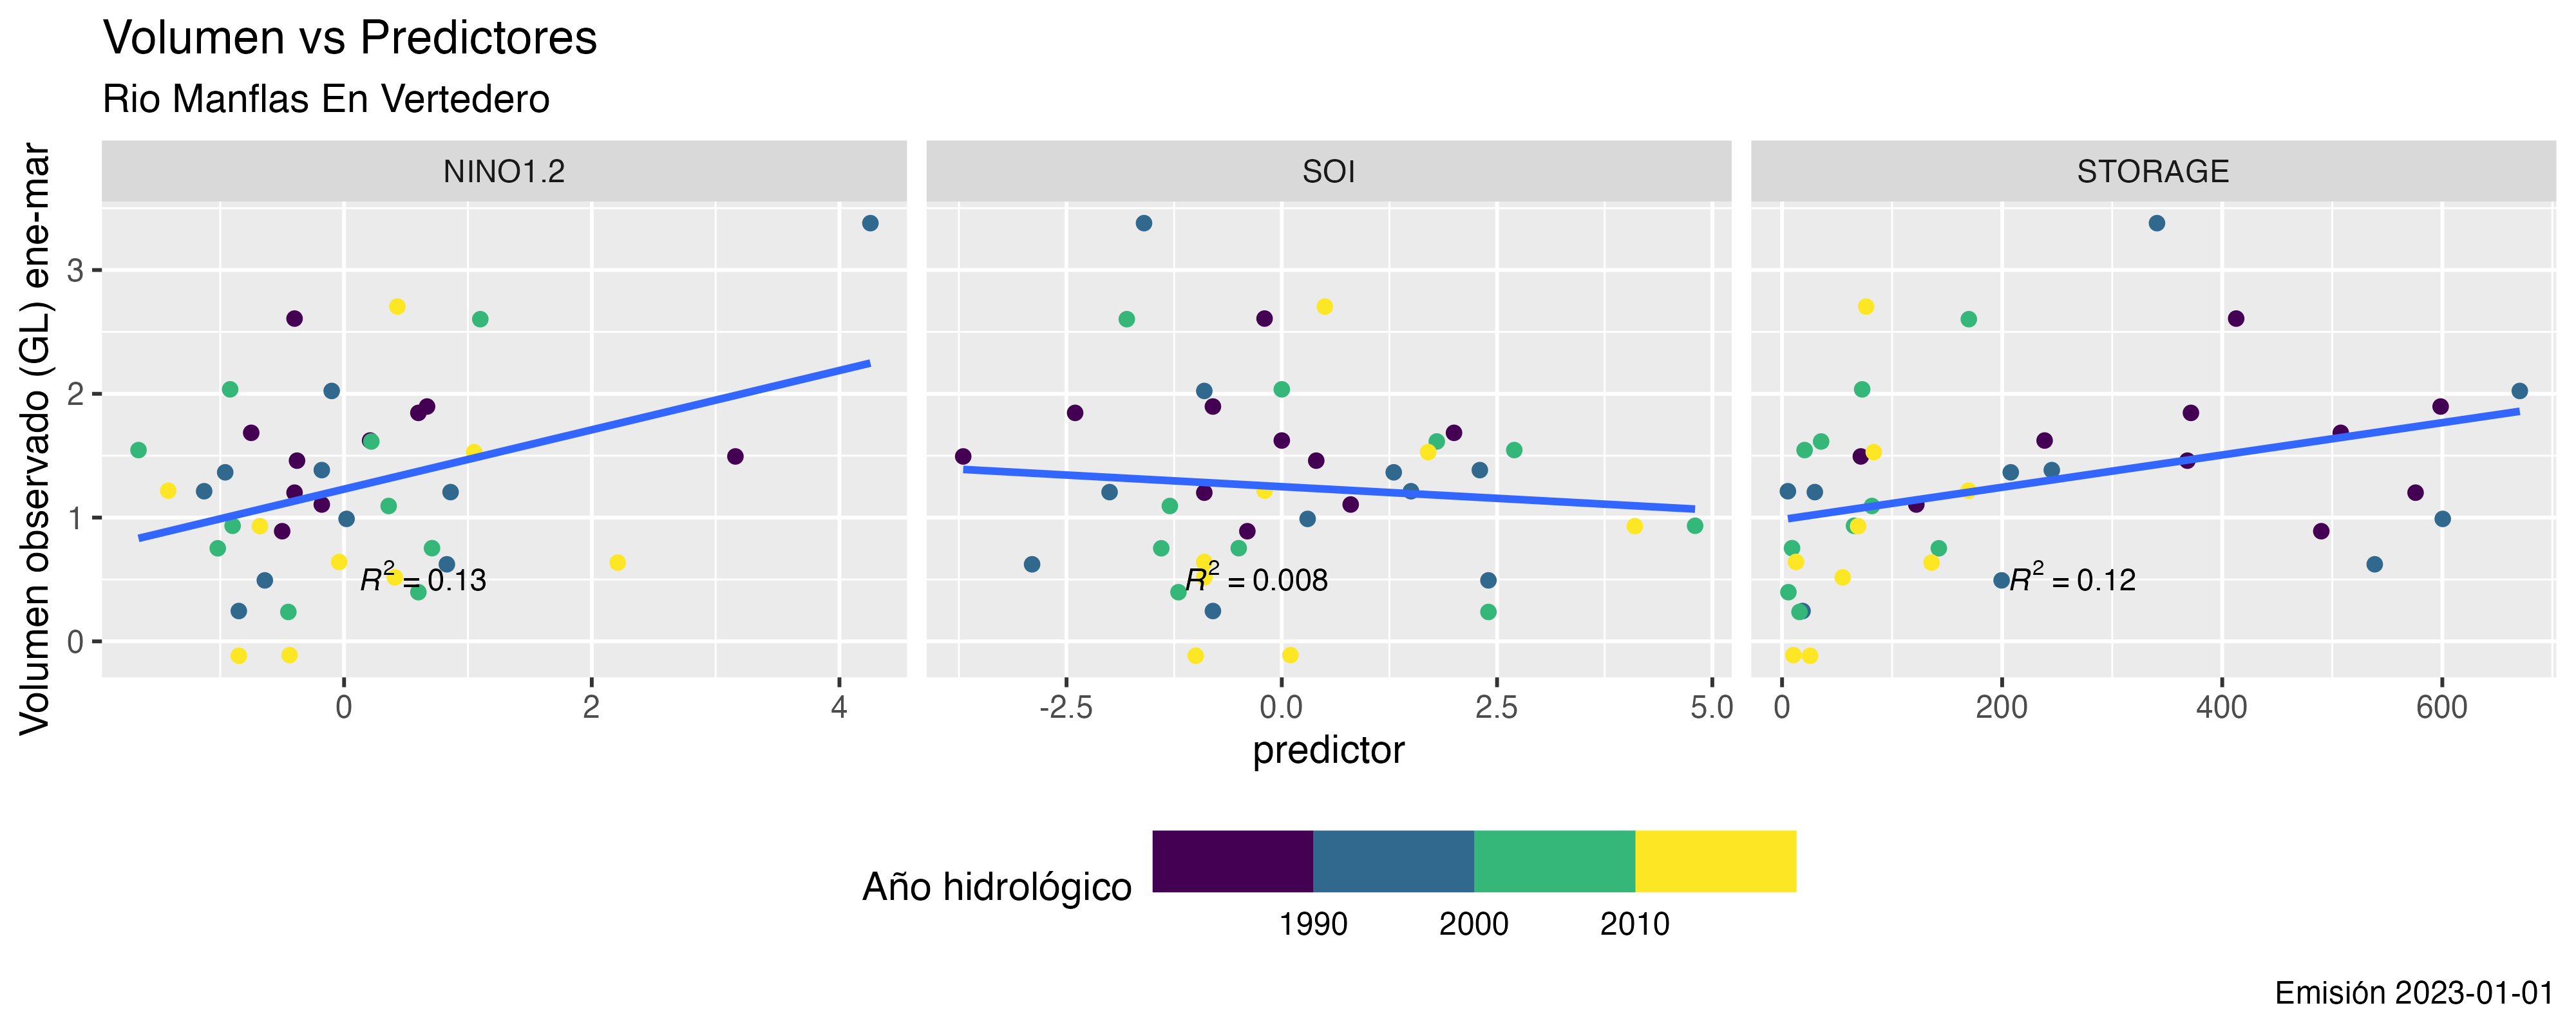 Volumen vs Predictores
Rio Manflas En Vertedero
Volumen observado (GL) ene-mar
NINO1.2
SOI
STORAGE
3
2
1
0
R² = 0.13
R² = 0.008
R² = 0.12
0 2 4
-2.5 0.0 2.5 5.0
0 200 400 600
predictor
Año hidrológico
1990 2000 2010
Emisión 2023-01-01